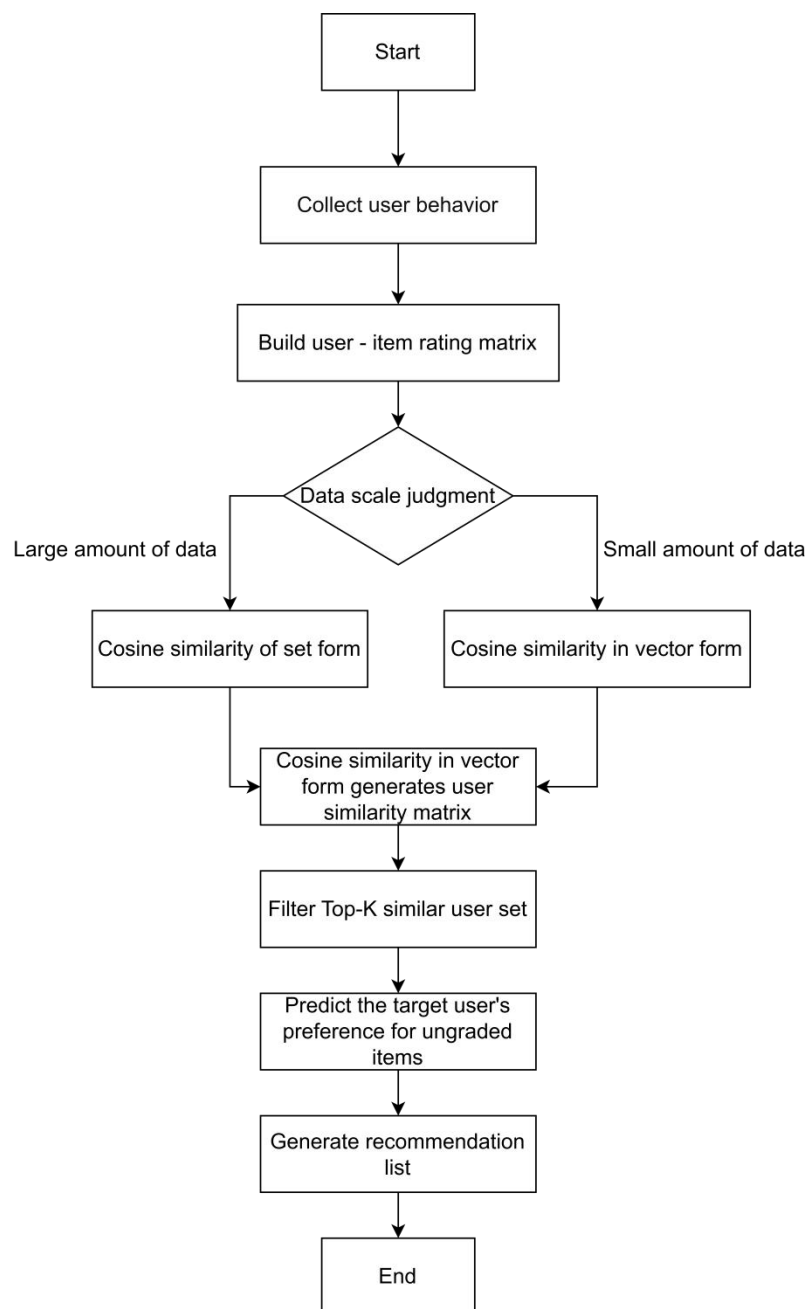 Start
Collect user behavior
Build user - item rating matrix
Data scale judgment
Large amount of data
Small amount of data
Cosine similarity of set form
Cosine similarity in vector form
Cosine similarity in vector
form generates user
similarity matrix
Filter Top-K similar user set
Predict the target user's
preference for ungraded
items
Generate recommendation
list
End